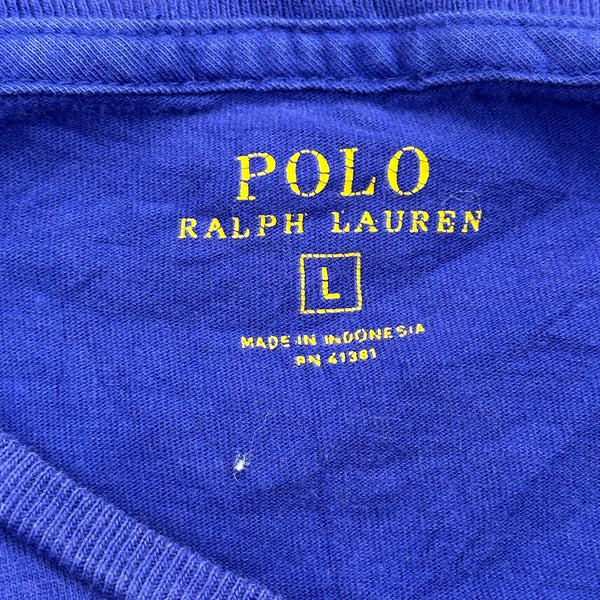 POLO
RALPH LAUREN
L
MADE IN INDONESIA
RN 41381